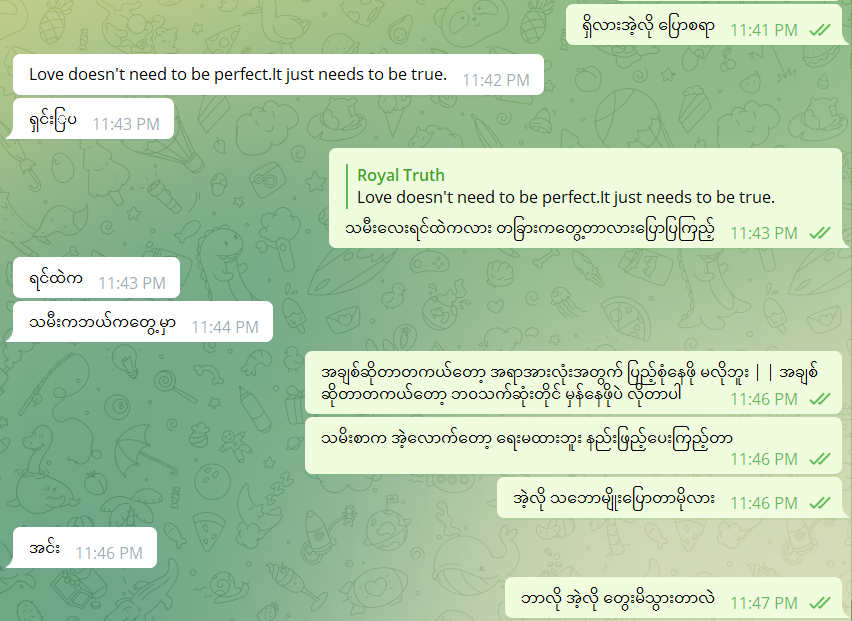 ရှိလားအဲ့လို ပြောစရာ 11:41 PM
Love doesn't need to be perfect.It just needs to be true. 11:42 PM
ရှင်းပြ 11:43 PM
Royal Truth
Love doesn't need to be perfect.It just needs to be true.
သမီးလေးရင်ထဲကလား တခြားကတွေ့တာလားပြောပြကြည့် 11:43 PM
ရင်ထဲက 11:43 PM
သမီးကဘယ်ကတွေ့မှာ 11:44 PM
အချစ်ဆိုတာတကယ်တော့ အရာအားလုံးအတွက် ပြည့်စုံနေဖို မလိုဘူး | | အချစ်
ဆိုတာတကယ်တော့ ဘဝသက်ဆုံးတိုင် မှန်နေဖိုပဲ လိုတာပါ 11:46 PM
သမိးစာက အဲ့လောက်တော့ ရေးမထားဘူး နည်းဖြည့်ပေးကြည့်တာ
11:46 PM
အဲ့လို သဘောမျိုးပြောတာမိုလား 11:46 PM
အင်း 11:46 PM
ဘာလို အဲ့လို တွေးမိသွားတာလဲ 11:47 PM